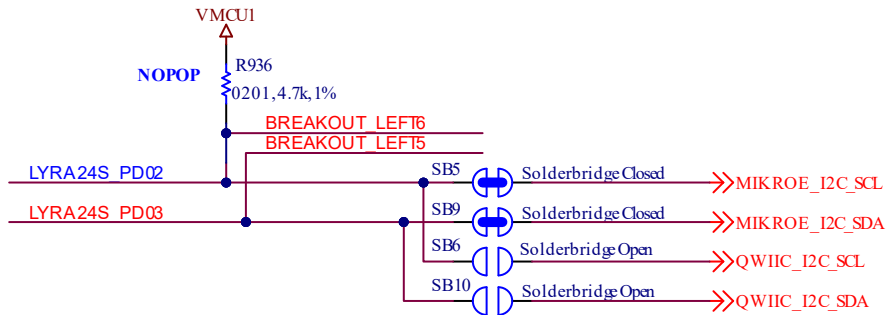 VMCU1
R936
NOPOP
0201,4.7k,1%
BREAKOUT_LEFT6
BREAKOUT_LEFT5
LYRA24S_PD02
SB5
Solderbridge Closed
MIKROE_I2C_SCL
LYRA24S_PD03
SB9
Solderbridge Closed
MIKROE_I2C_SDA
SB6
Solderbridge Open
QWIIC_I2C_SCL
SB10
Solderbridge Open
QWIIC_I2C_SDA